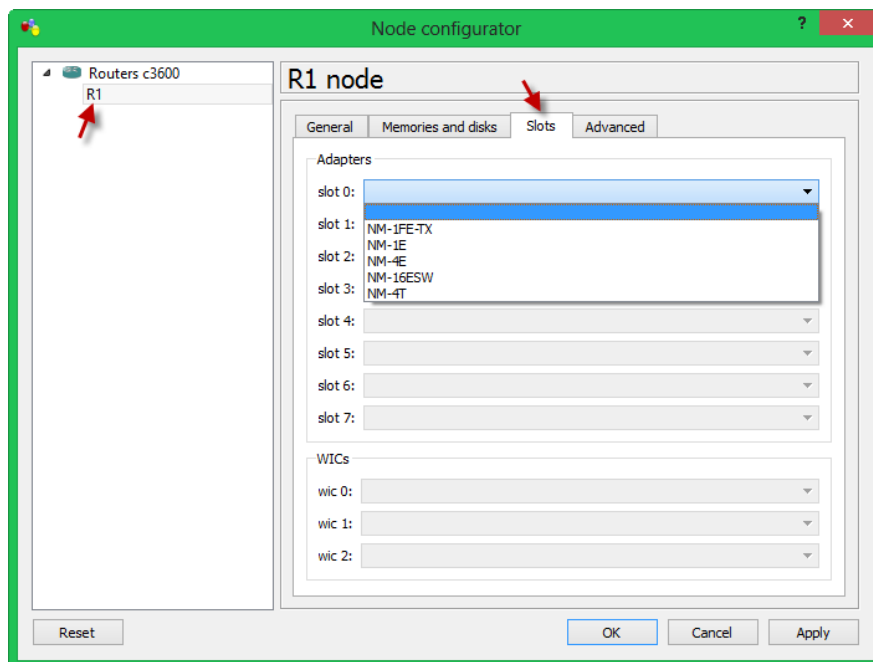 Node configurator
?
Routers c3600
R1
R1 node
General Memories and disks Slots Advanced
Adapters
slot 0:
slot 1:
NM-1FE-TX
NM-1E
slot 2:
NM-4E
NM-16ESW
slot 3:
NM-4T
slot 4:
slot 5:
slot 6:
slot 7:
WICs
wic 0:
wic 1:
wic 2:
Reset OK Cancel Apply